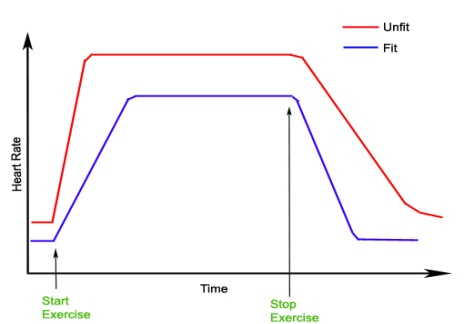 Unfit
Fit
Heart Rate
Time
Start
Exercise
Stop
Exercise